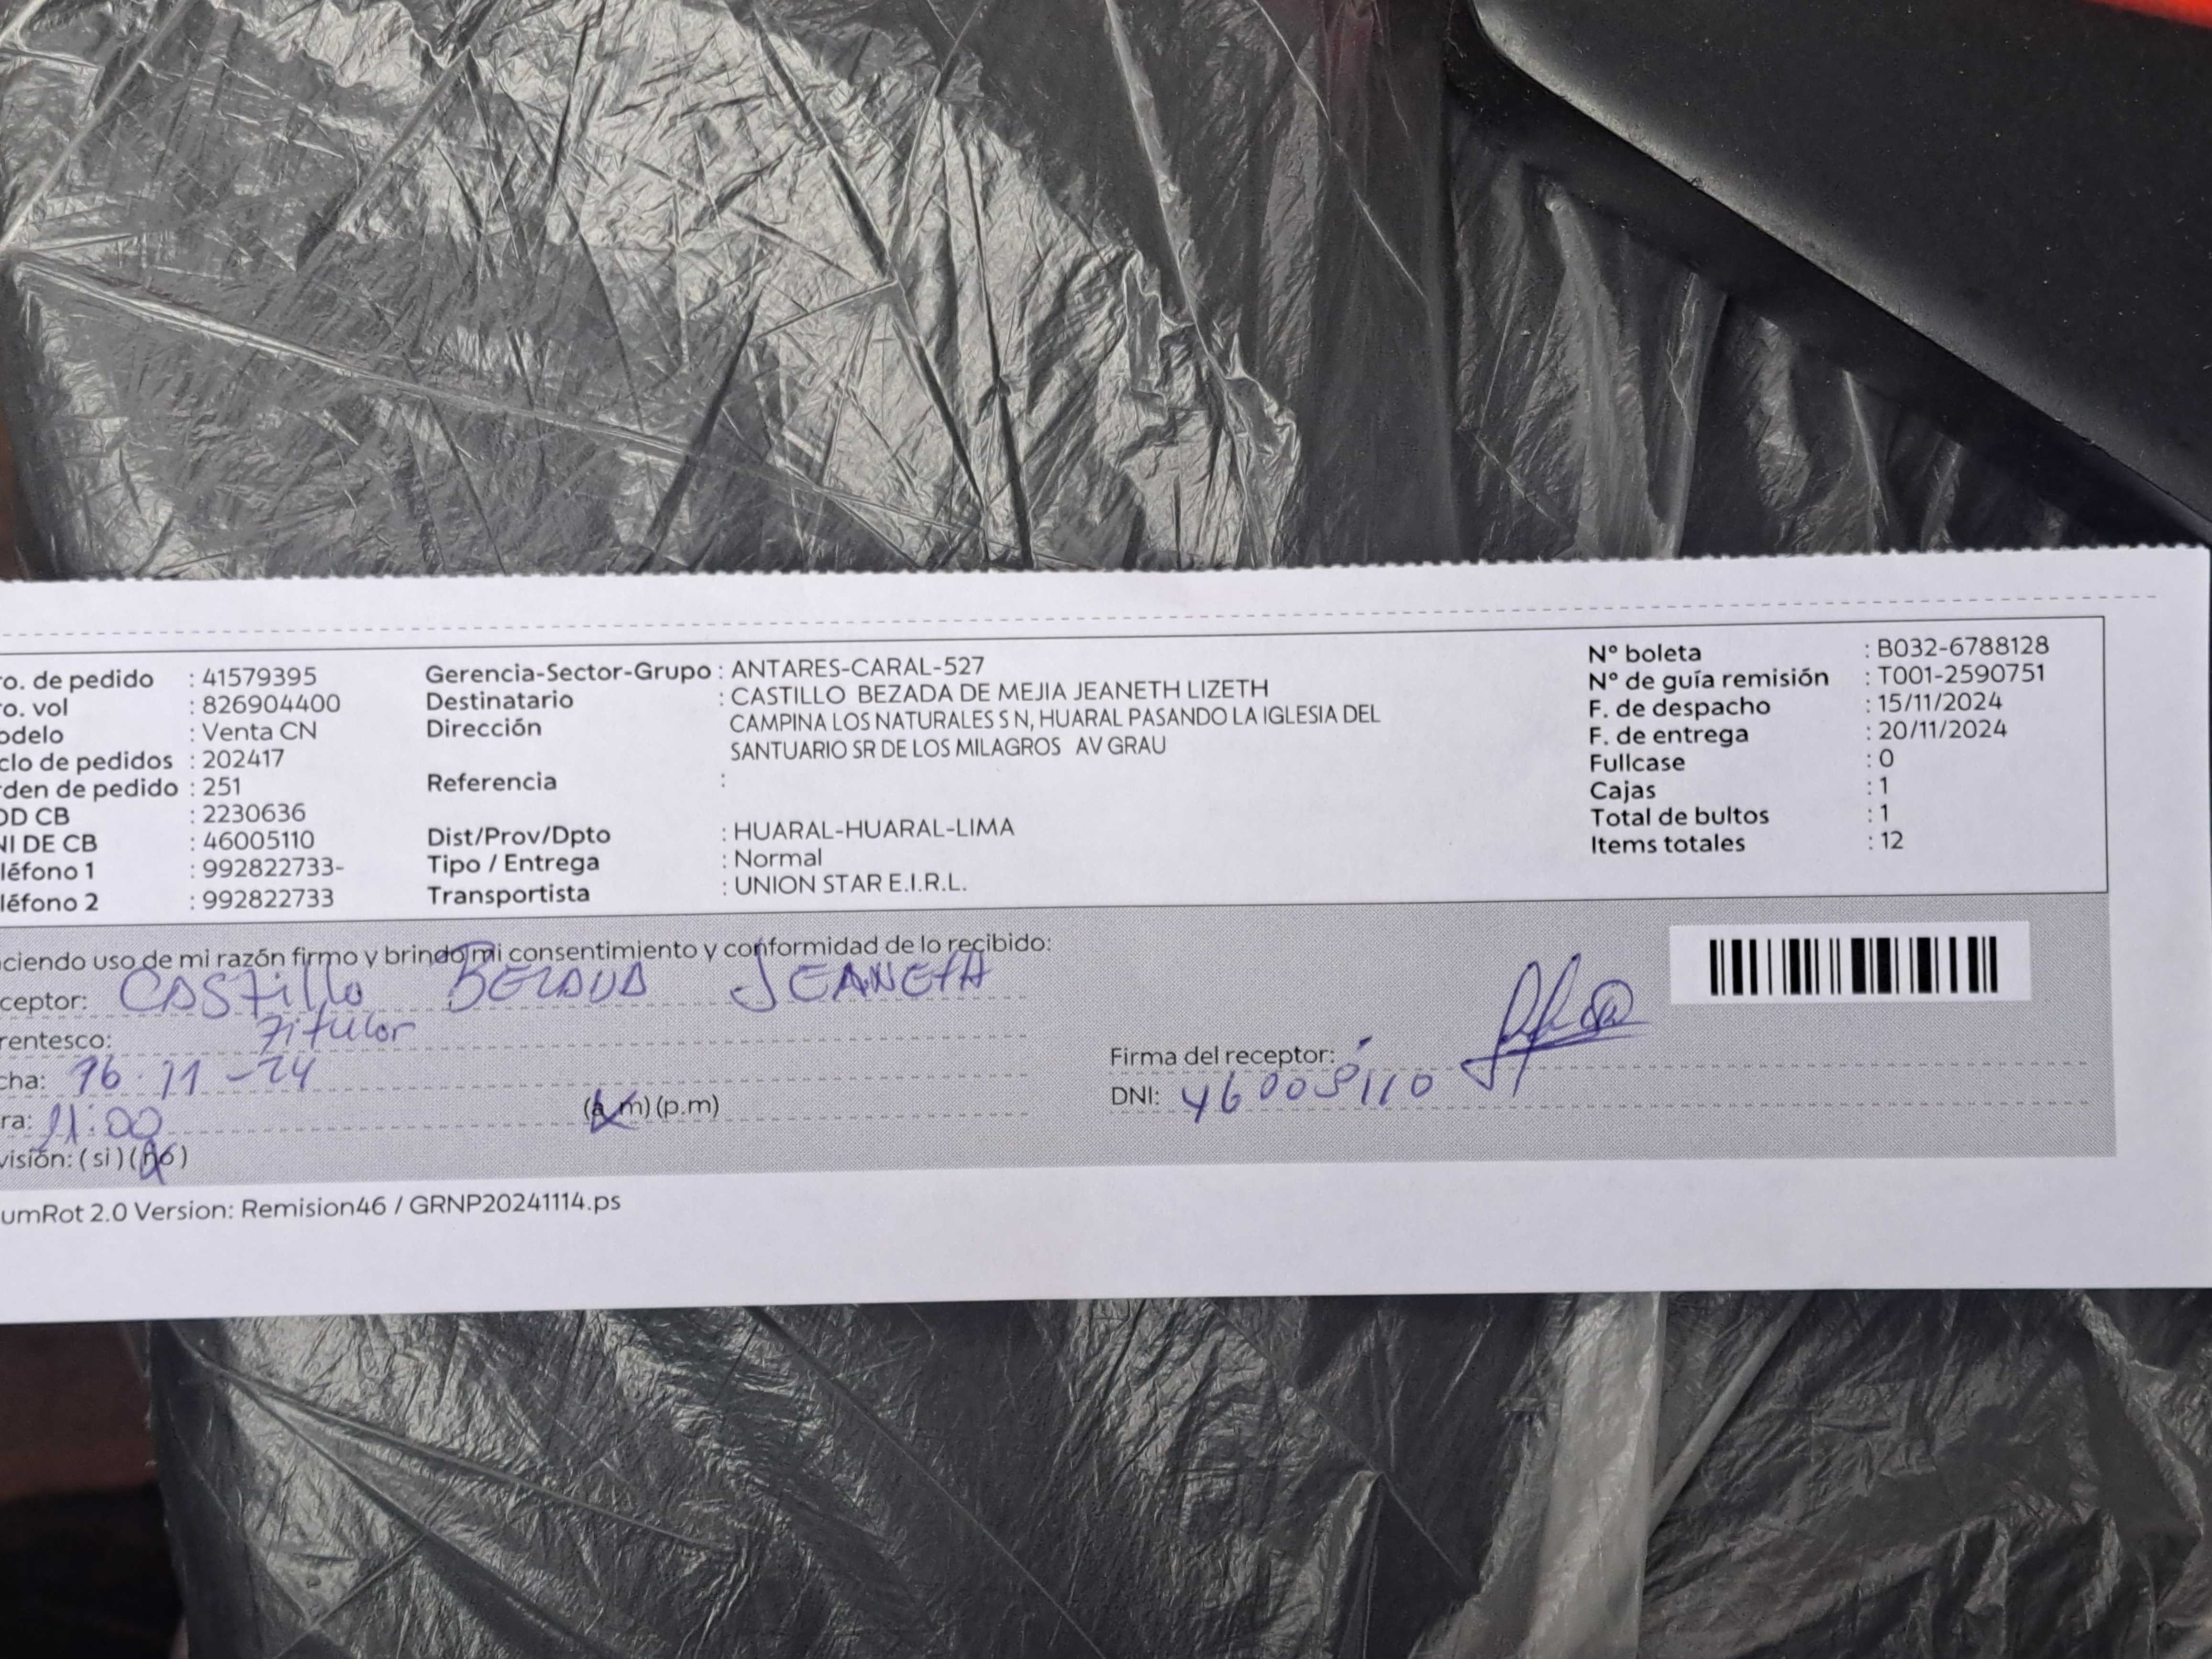 ro. de pedido : 41579395 Gerencia-Sector-Grupo : ANTARES-CARAL-527 N° boleta : B032-6788128
ro. vol : 826904400 Destinatario : CASTILLO BEZADA DE MEJIA JEANETH LIZETH N° de guía remisión : T001-2590751
odelo : Venta CN Dirección CAMPINA LOS NATURALES S N, HUARAL PASANDO LA IGLESIA DEL F. de despacho : 15/11/2024
clo de pedidos : 202417 SANTUARIO SR DE LOS MILAGROS AV GRAU F. de entrega : 20/11/2024
rden de pedido : 251 Referencia : Fullcase : 0
OD CB : 2230636 Cajas : 1
NI DE CB : 46005110 Dist/Prov/Dpto : HUARAL-HUARAL-LIMA Total de bultos : 1
léfono 1 : 992822733- Tipo / Entrega : Normal Items totales : 12
léfono 2 : 992822733 Transportista : UNION STAR E.I.R.L.
ciendo uso de mi razón firmo y brindo mi consentimiento y conformidad de lo recibido:
ceptor: CASTillo BEZADA JEANETH
rentesco: Titular
cha: 16-11-24 Firma del receptor:
ra: 11:00 (a.m) (p.m) DNI: 46005110
visión: (si) (no)
umRot 2.0 Version: Remision46 / GRNP20241114.ps